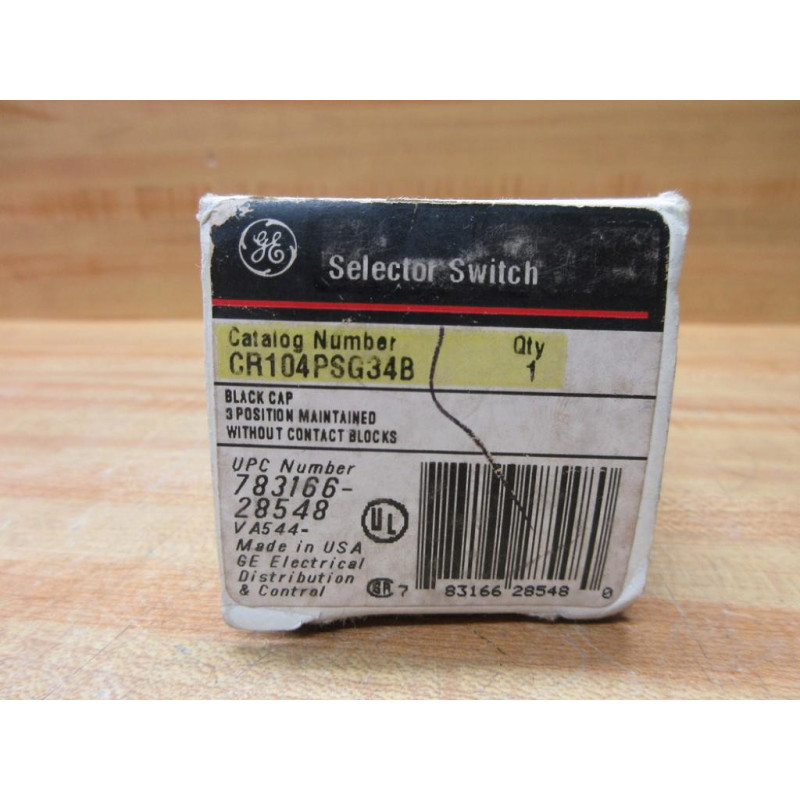 GE
Selector Switch
Catalog Number Qty
CR104PSG34B 1
BLACK CAP
3 POSITION MAINTAINED
WITHOUT CONTACT BLOCKS
UPC Number
783166-
28548
VA544-
Made in USA
GE Electrical
Distribution
& Control
UL
SA
7 83166 28548 0